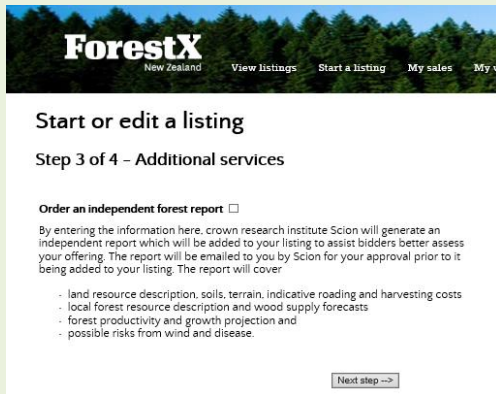 ForestX
New Zealand
View listings Start a listing My sales My
Start or edit a listing
Step 3 of 4 – Additional services
Order an independent forest report
By entering the information here, crown research institute Scion will generate an
independent report which will be added to your listing to assist bidders better assess
your offering. The report will be emailed to you by Scion for your approval prior to it
being added to your listing. The report will cover
- land resource description, soils, terrain, indicative roading and harvesting costs
- local forest resource description and wood supply forecasts
- forest productivity and growth projection and
- possible risks from wind and disease.
Next step -->